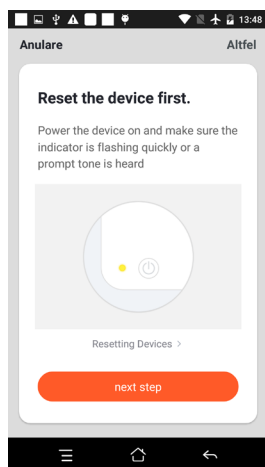 13:48
Anulare
Altfel
Reset the device first.
Power the device on and make sure the
indicator is flashing quickly or a
prompt tone is heard
Resetting Devices >
next step